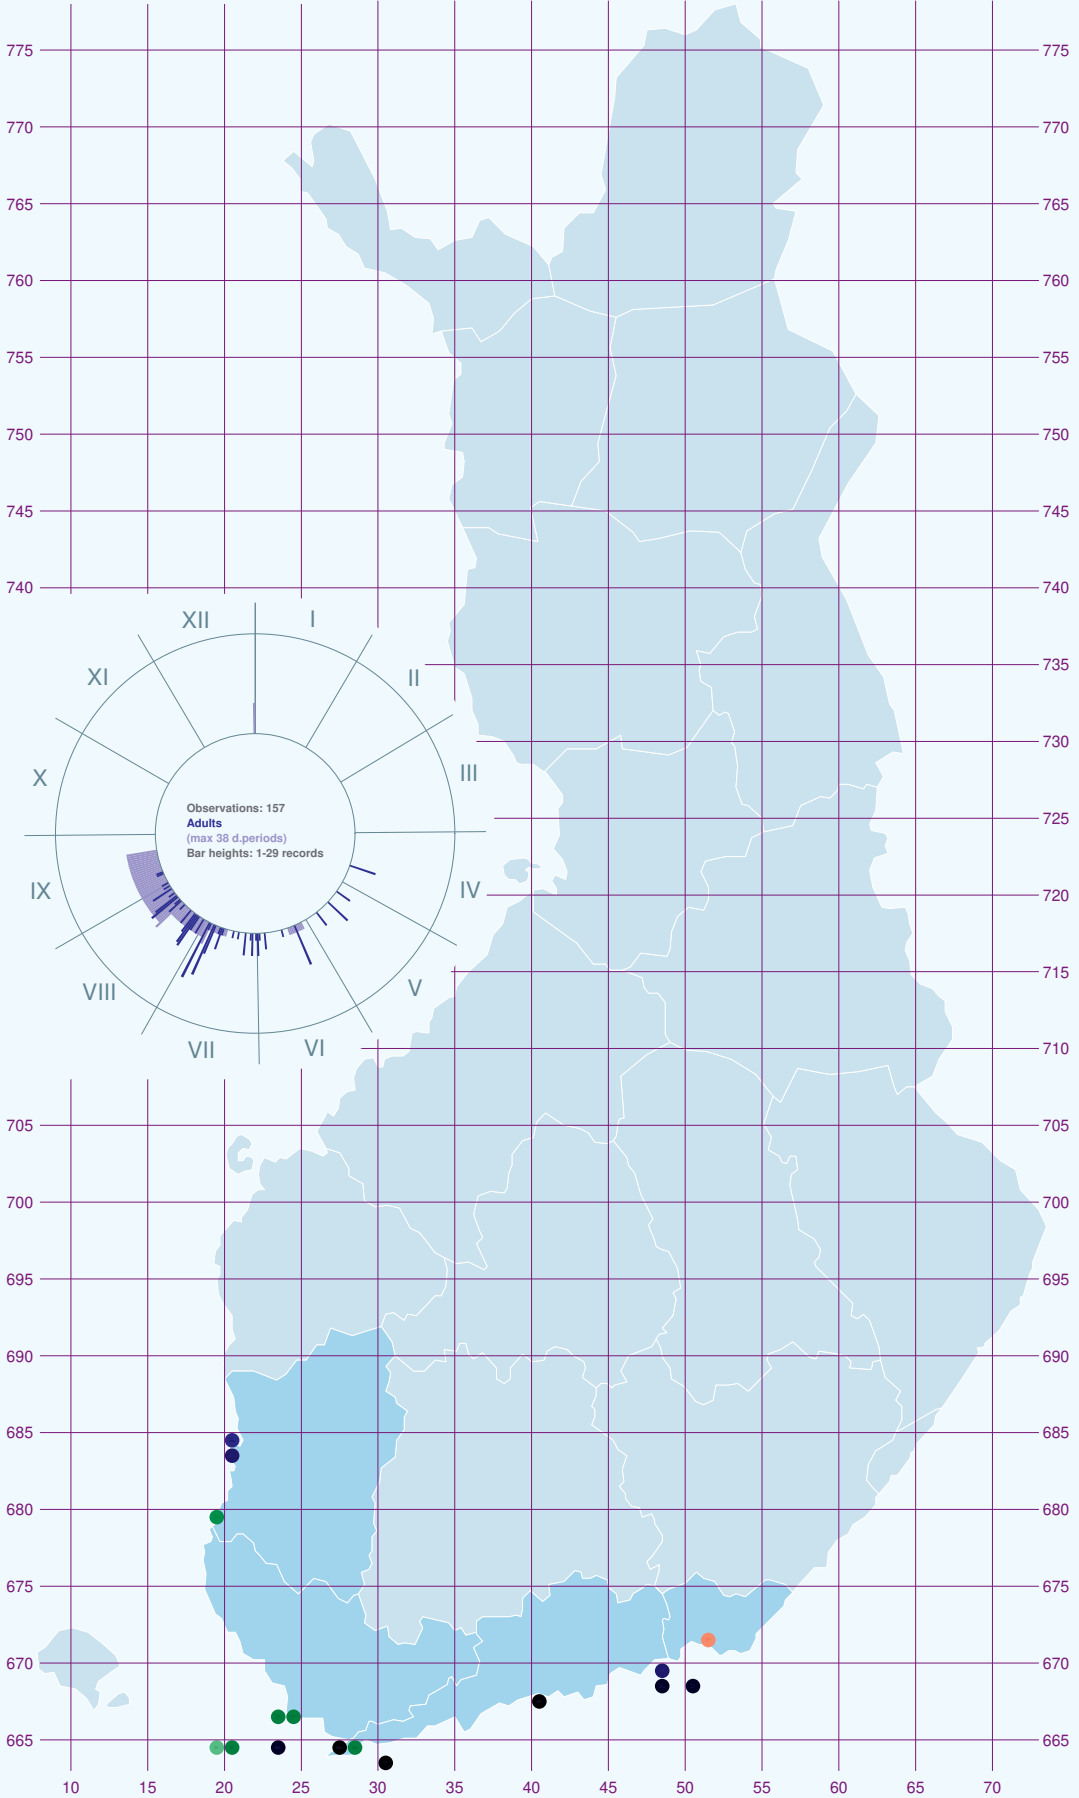 775 775
770 770
765 765
760 760
755 755
750 750
745 745
740 740
XII I
XI II
735 735
730 730
X III
Observations: 157
Adults
(max 38 d.periods)
Bar heights: 1-29 records
725
IX IV
720
VIII V
715
VII VI
710
705 705
700 700
695 695
690 690
685 685
680 680
675 675
670 670
665 665
10 15 20 25 30 35 40 45 50 55 60 65 70